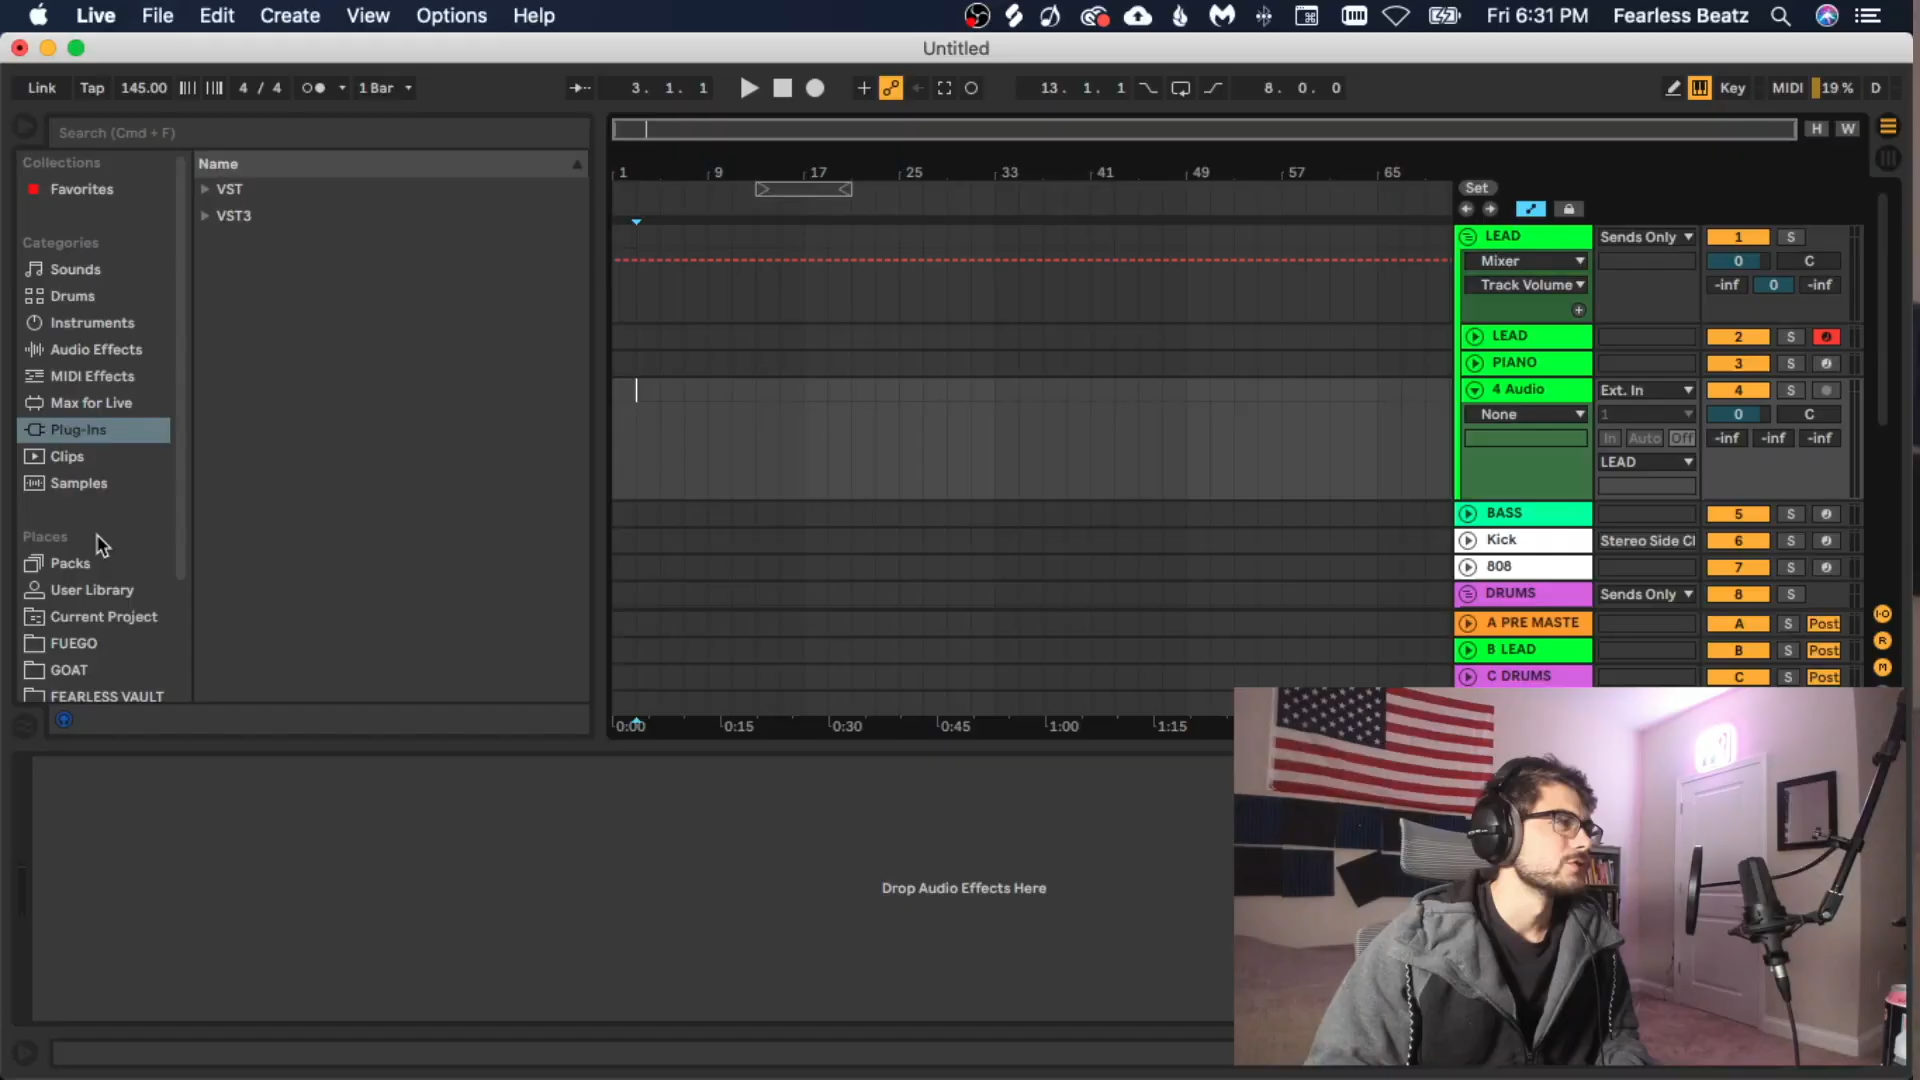 Live File Edit Create View Options Help Fri 6:31 PM Fearless Beatz
Untitled
Link Tap 145.00 4 / 4 1 Bar 3. 1. 1 13. 1. 1 8. 0. 0 Key MIDI 19 % D
Search (Cmd + F)
H W
Collections
Favorites
Categories
Sounds
Drums
Instruments
Audio Effects
MIDI Effects
Max for Live
Plug-Ins
Clips
Samples
Places
Packs
User Library
Current Project
FUEGO
GOAT
FEARLESS VAULT
Name
VST
VST3
1 9 17 25 33 41 49 57 65
Set
LEAD Sends Only 1 S
Mixer 0 C
Track Volume -inf 0 -inf
LEAD 2 S
PIANO 3 S
4 Audio Ext. In 4 S
None 1 0 C
In Auto Off -inf -inf -inf
LEAD
BASS 5 S
Kick Stereo Side Cl 6 S
808 7 S
DRUMS Sends Only 8 S
A PRE MASTE A S Post
B LEAD B S Post
C DRUMS C S Post
I·O
R
M
0:00 0:15 0:30 0:45 1:00 1:15
Drop Audio Effects Here